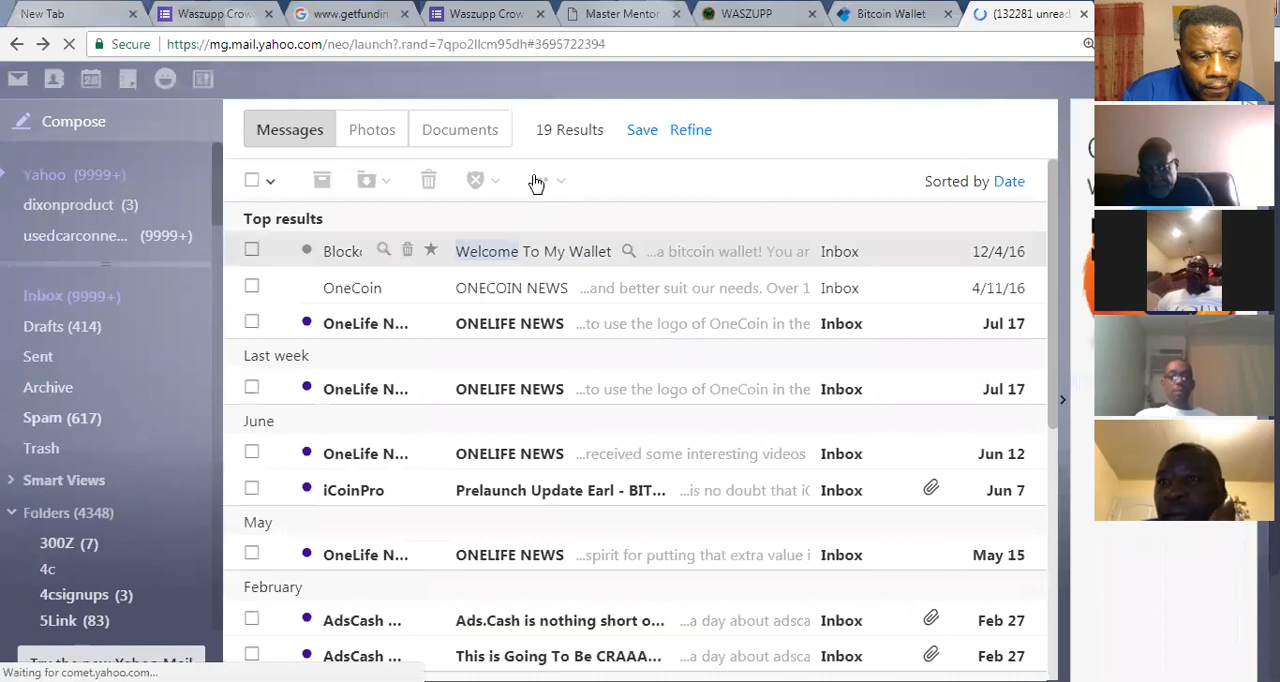 New Tab Waszupp Crow www.getfundin Waszupp Crow Master Mentor WASZUPP Bitcoin Wallet (132281 unread
Secure https://mg.mail.yahoo.com/neo/launch?.rand=7qpo2llcm95dh#3695722394
Compose
Messages Photos Documents 19 Results Save Refine
Yahoo (9999+)
dixonproduct (3)
usedcarconne... (9999+)
Inbox (9999+)
Drafts (414)
Sent
Archive
Spam (617)
Trash
Smart Views
Folders (4348)
300Z (7)
4c
4csignups (3)
5Link (83)
Try the new Yahoo Mail
Waiting for comet.yahoo.com...
Sorted by Date
Top results
Blockc Welcome To My Wallet ...a bitcoin wallet! You ar Inbox 12/4/16
OneCoin ONECOIN NEWS ...and better suit our needs. Over 1 Inbox 4/11/16
OneLife N... ONELIFE NEWS ...to use the logo of OneCoin in the Inbox Jul 17
Last week
OneLife N... ONELIFE NEWS ...to use the logo of OneCoin in the Inbox Jul 17
June
OneLife N... ONELIFE NEWS ...received some interesting videos Inbox Jun 12
iCoinPro Prelaunch Update Earl - BIT... ...is no doubt that iC Inbox Jun 7
May
OneLife N... ONELIFE NEWS ...spirit for putting that extra value i Inbox May 15
February
AdsCash ... Ads.Cash is nothing short o... ...a day about adsca Inbox Feb 27
AdsCash ... This is Going To Be CRAAA... ...a day about adsca Inbox Feb 27